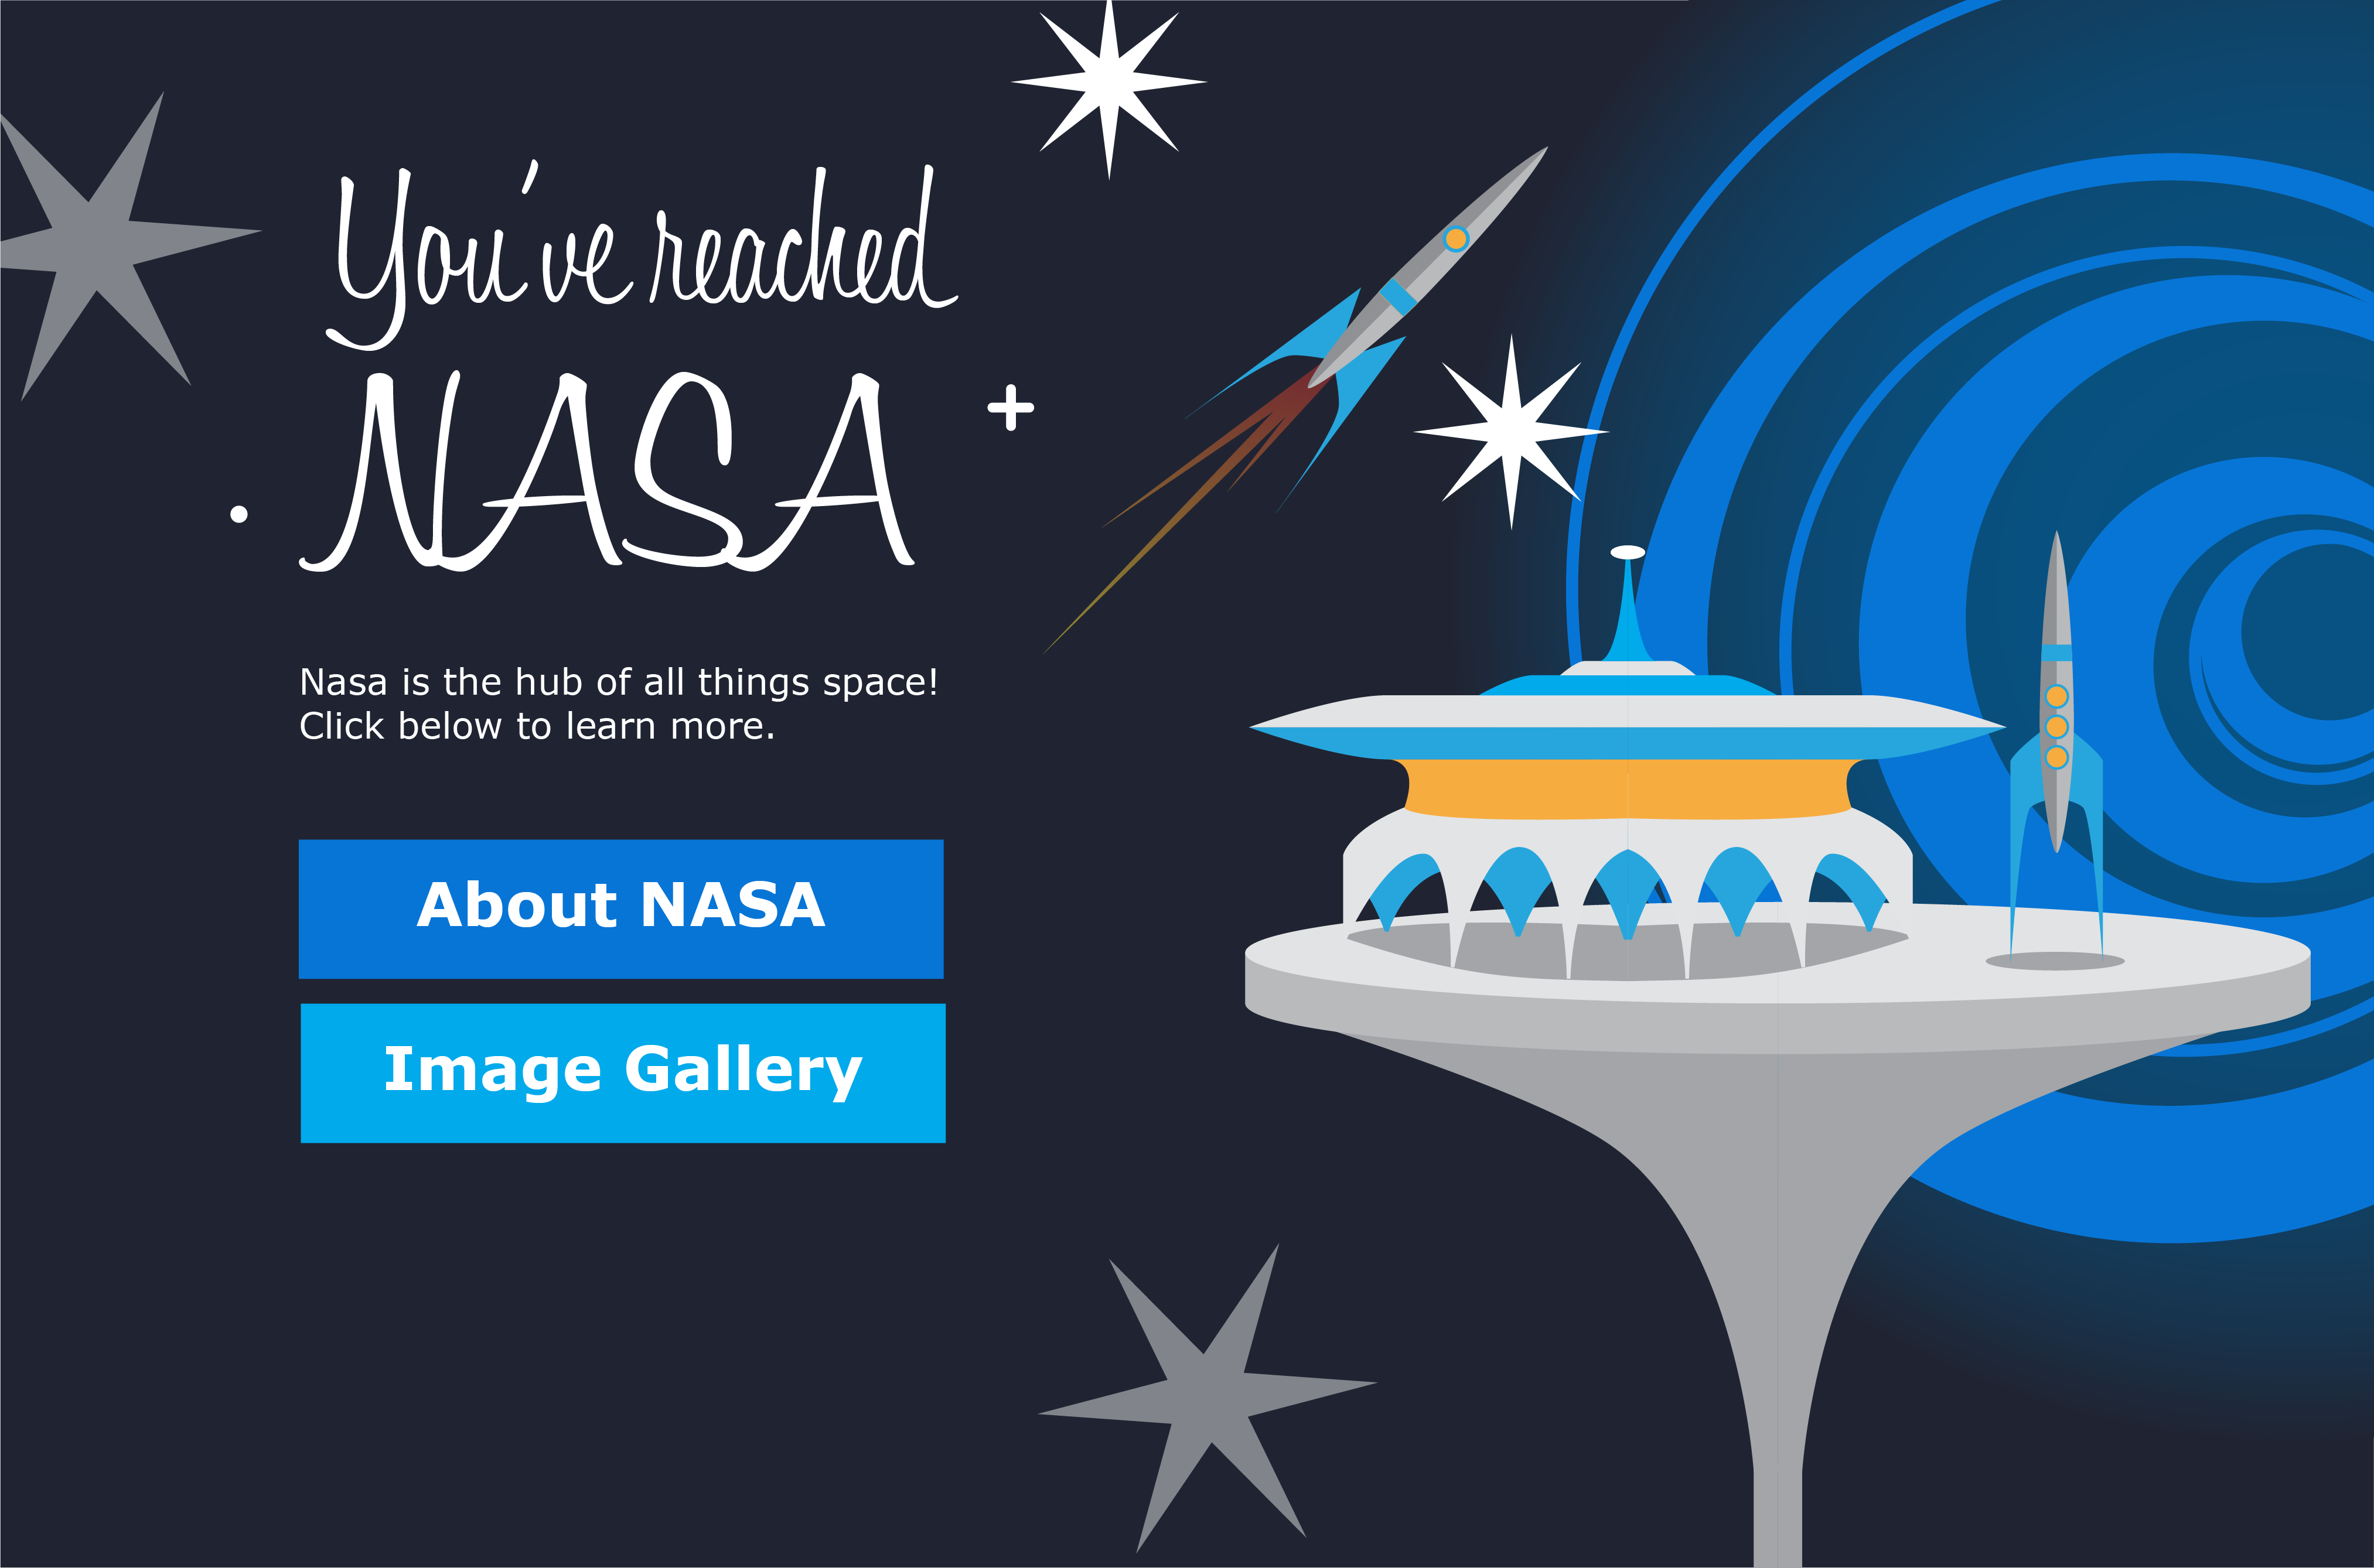 You've reached
NASA
Nasa is the hub of all things space!
Click below to learn more.
About NASA
Image Gallery